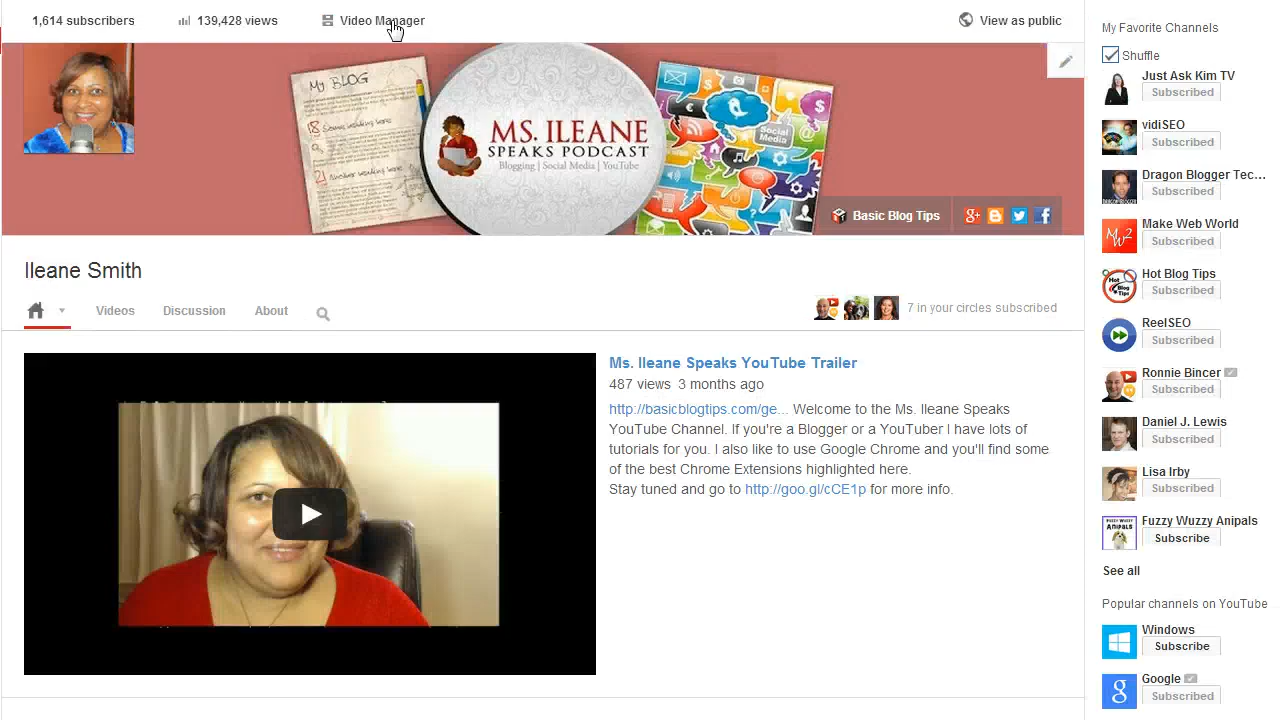 1,614 subscribers
139,428 views
Video Manager
View as public
MY BLOG
MS. ILEANE
SPEAKS PODCAST
Blogging | Social Media | YouTube
Social
Media
Basic Blog Tips
Ileane Smith
Videos
Discussion
About
7 in your circles subscribed
Ms. Ileane Speaks YouTube Trailer
487 views 3 months ago
http://basicblogtips.com/ge... Welcome to the Ms. Ileane Speaks
YouTube Channel. If you're a Blogger or a YouTuber I have lots of
tutorials for you. I also like to use Google Chrome and you'll find some
of the best Chrome Extensions highlighted here.
Stay tuned and go to http://goo.gl/cCE1p for more info.
My Favorite Channels
Shuffle
Just Ask Kim TV
Subscribed
vidiSEO
Subscribed
Dragon Blogger Tec...
Subscribed
Make Web World
Subscribed
Hot Blog Tips
Subscribed
ReelSEO
Subscribed
Ronnie Bincer
Subscribed
Daniel J. Lewis
Subscribed
Lisa Irby
Subscribed
Fuzzy Wuzzy Anipals
Subscribe
See all
Popular channels on YouTube
Windows
Subscribe
Google
Subscribed